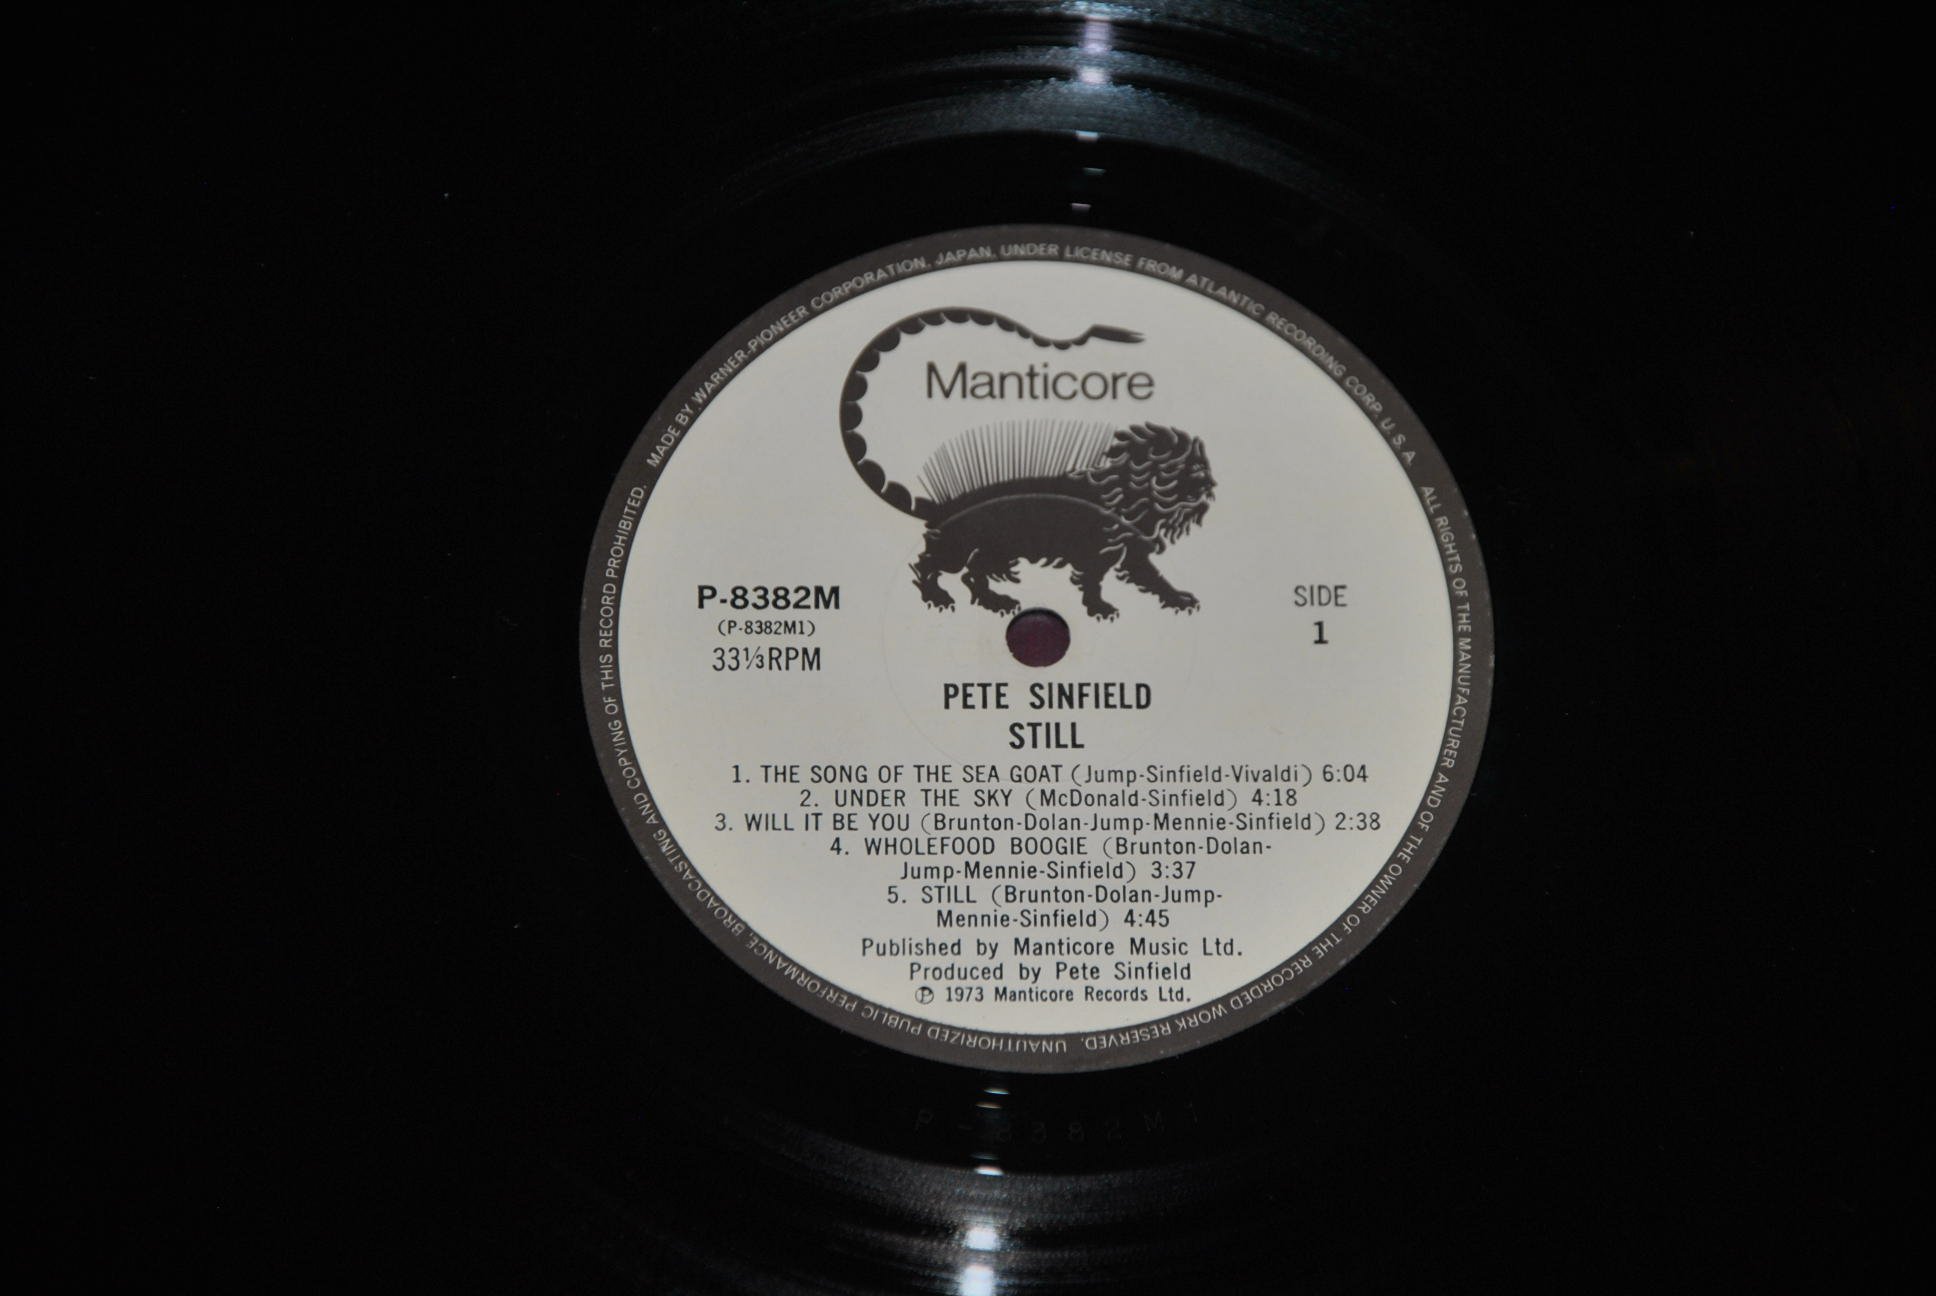 MADE BY WARNER-PIONEER CORPORATION, JAPAN, UNDER LICENSE FROM ATLANTIC RECORDING CORP. U. S. A. ALL RIGHTS OF THE MANUFACTURER AND OF THE OWNER OF THE RECORDED WORK RESERVED. UNAUTHORIZED PUBLIC PERFORMANCE, BROADCASTING AND COPYING OF THIS RECORD PROHIBITED.
Manticore
P-8382M
(P-8382M1)
33⅓RPM
SIDE
1
PETE SINFIELD
STILL
1. THE SONG OF THE SEA GOAT (Jump-Sinfield-Vivaldi) 6:04
2. UNDER THE SKY (McDonald-Sinfield) 4:18
3. WILL IT BE YOU (Brunton-Dolan-Jump-Mennie-Sinfield) 2:38
4. WHOLEFOOD BOOGIE (Brunton-Dolan-
Jump-Mennie-Sinfield) 3:37
5. STILL (Brunton-Dolan-Jump-
Mennie-Sinfield) 4:45
Published by Manticore Music Ltd.
Produced by Pete Sinfield
℗ 1973 Manticore Records Ltd.
P-8382M1